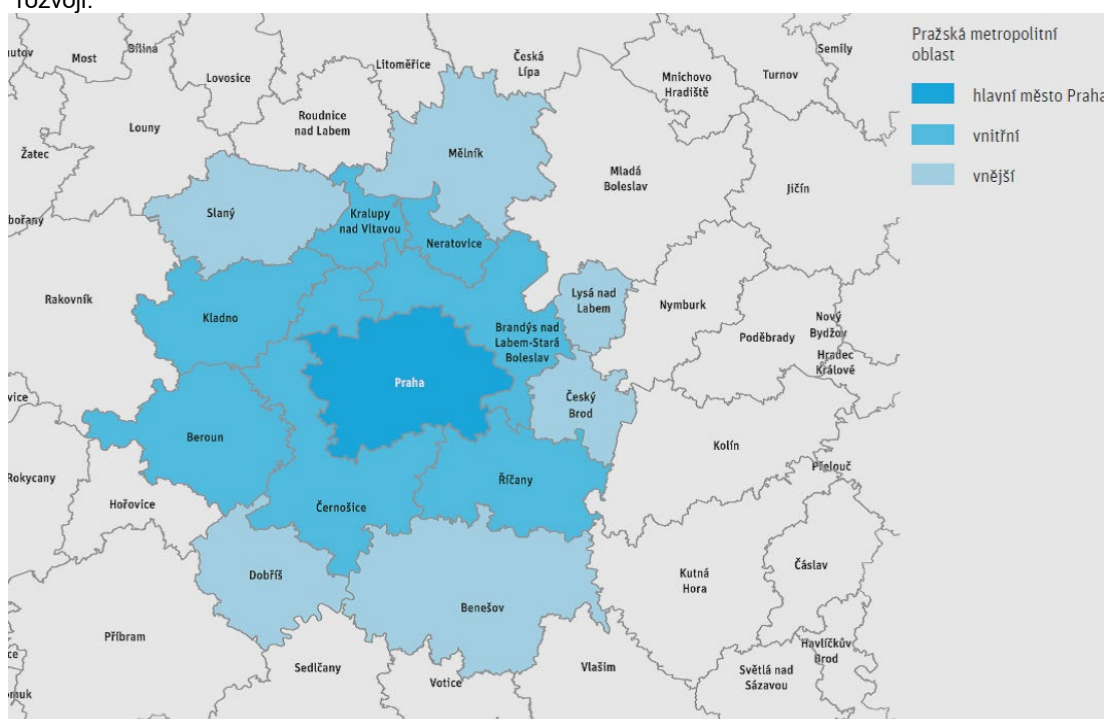 rozvoji.
Most
Bílina
Lovosice
Litoměřice
Česká
Lípa
Mnichovo
Hradiště
Turnov
Semily
Pražská metropolitní
oblast
hlavní město Praha
vnitřní
vnější
Louny
Roudnice
nad Labem
Žatec
Mělník
Mladá
Boleslav
Jičín
Slaný
Kralupy
nad Vltavou
Neratovice
Rakovník
Kladno
Lysá nad
Labem
Nymburk
Brandýs nad
Labem-Stará
Boleslav
Poděbrady
Nový
Bydžov
Hradec
Králové
Praha
Český
Brod
Beroun
Kolín
Přelouč
Rokycany
Hořovice
Černošice
Říčany
Dobříš
Benešov
Kutná
Hora
Čáslav
Příbram
Sedlčany
Votice
Vlašim
Světlá nad
Sázavou
Havlíčkův
Brod